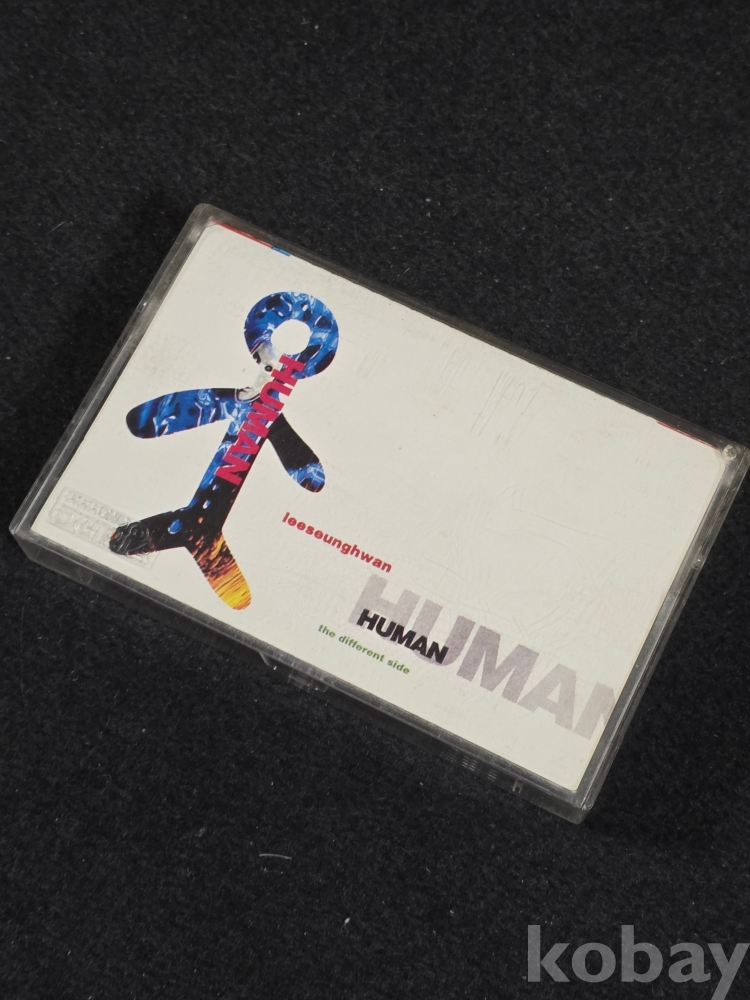 HUMAN
leeseunghwan
HUMAN
HUMAN
the different side
kobay